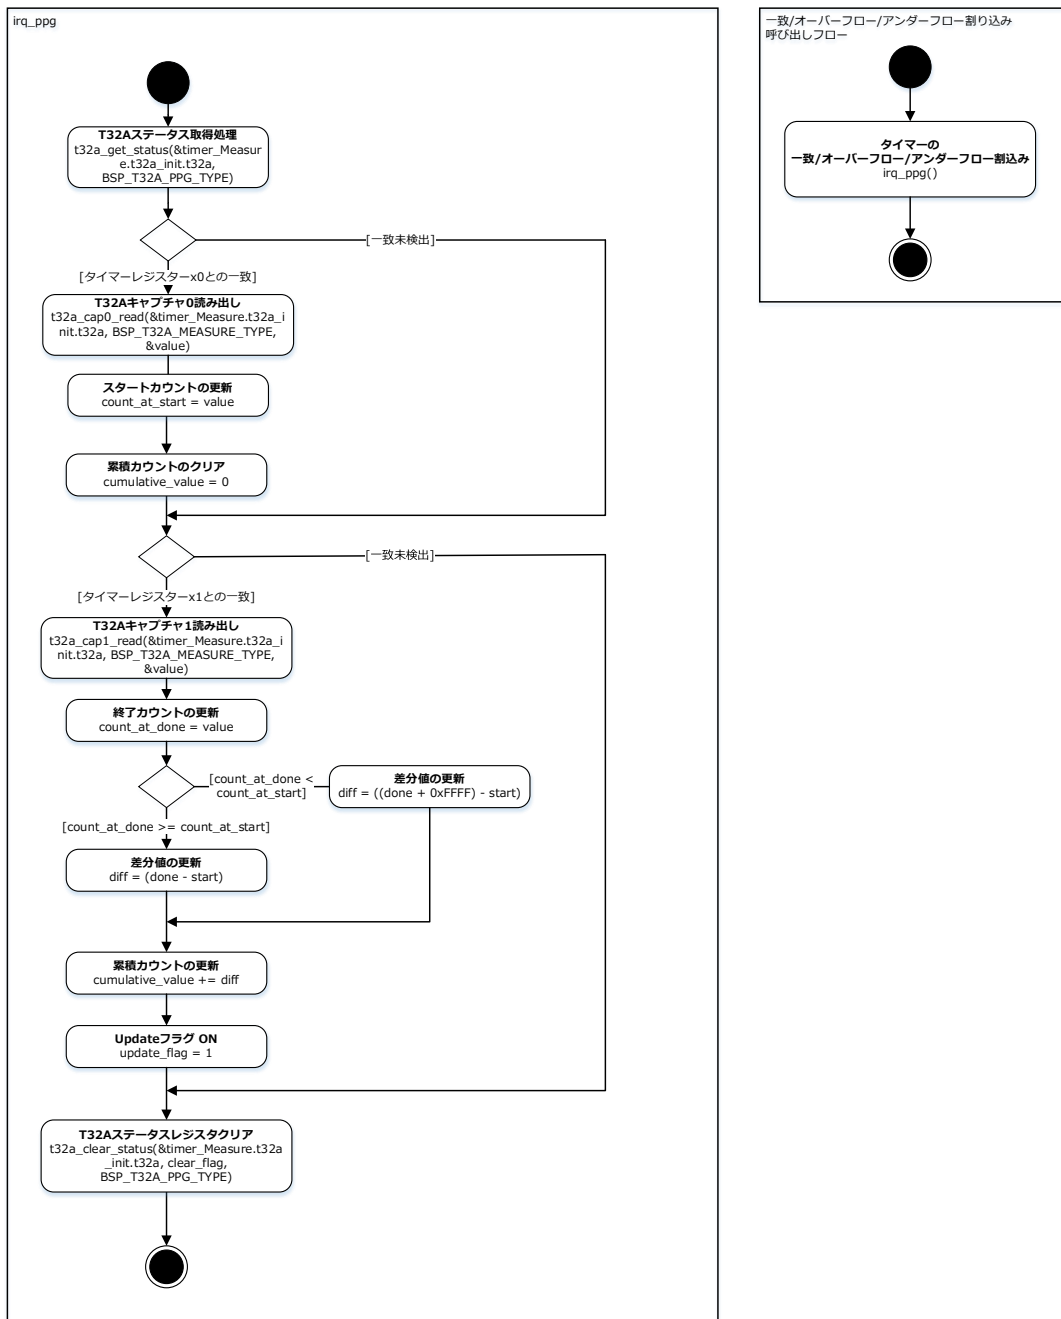 irq_ppg
T32Aステータス取得処理
t32a_get_status(&timer_Measur
e.t32a_init.t32a,
BSP_T32A_PPG_TYPE)
[一致未検出]
[タイマーレジスターx0との一致]
T32Aキャプチャ0読み出し
t32a_cap0_read(&timer_Measure.t32a_i
nit.t32a, BSP_T32A_MEASURE_TYPE,
&value)
スタートカウントの更新
count_at_start = value
累積カウントのクリア
cumulative_value = 0
[一致未検出]
[タイマーレジスターx1との一致]
T32Aキャプチャ1読み出し
t32a_cap1_read(&timer_Measure.t32a_i
nit.t32a, BSP_T32A_MEASURE_TYPE,
&value)
終了カウントの更新
count_at_done = value
[count_at_done <
count_at_start]
差分値の更新
diff = ((done + 0xFFFF) - start)
[count_at_done >= count_at_start]
差分値の更新
diff = (done - start)
累積カウントの更新
cumulative_value += diff
Updateフラグ ON
update_flag = 1
T32Aステータスレジスタクリア
t32a_clear_status(&timer_Measure.t32a
_init.t32a, clear_flag,
BSP_T32A_PPG_TYPE)
一致/オーバーフロー/アンダーフロー割り込み
呼び出しフロー
タイマーの
一致/オーバーフロー/アンダーフロー割込み
irq_ppg()